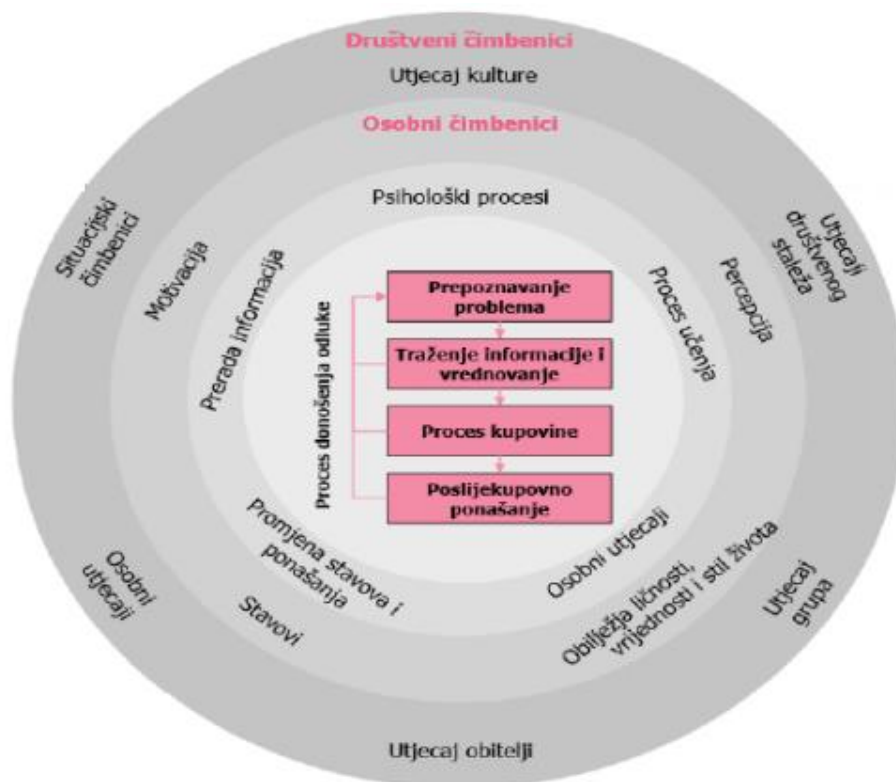 Društveni čimbenici
Utjecaj kulture
Osobni čimbenici
Psihološki procesi
Situacijski
čimbenici
Motivacija
Prerada informacija
Proces učenja
Percepcija
Utjecaji
društvenog
staleža
Proces donošenja odluke
Prepoznavanje
problema
Traženje informacije i
vrednovanje
Proces kupovine
Poslijekupovno
ponašanje
Promjena stavova i
ponašanja
Osobni utjecaji
Osobni
utjecaji
Stavovi
Obilježja ličnosti,
vrijednosti i stil života
Utjecaj
grupa
Utjecaj obitelji